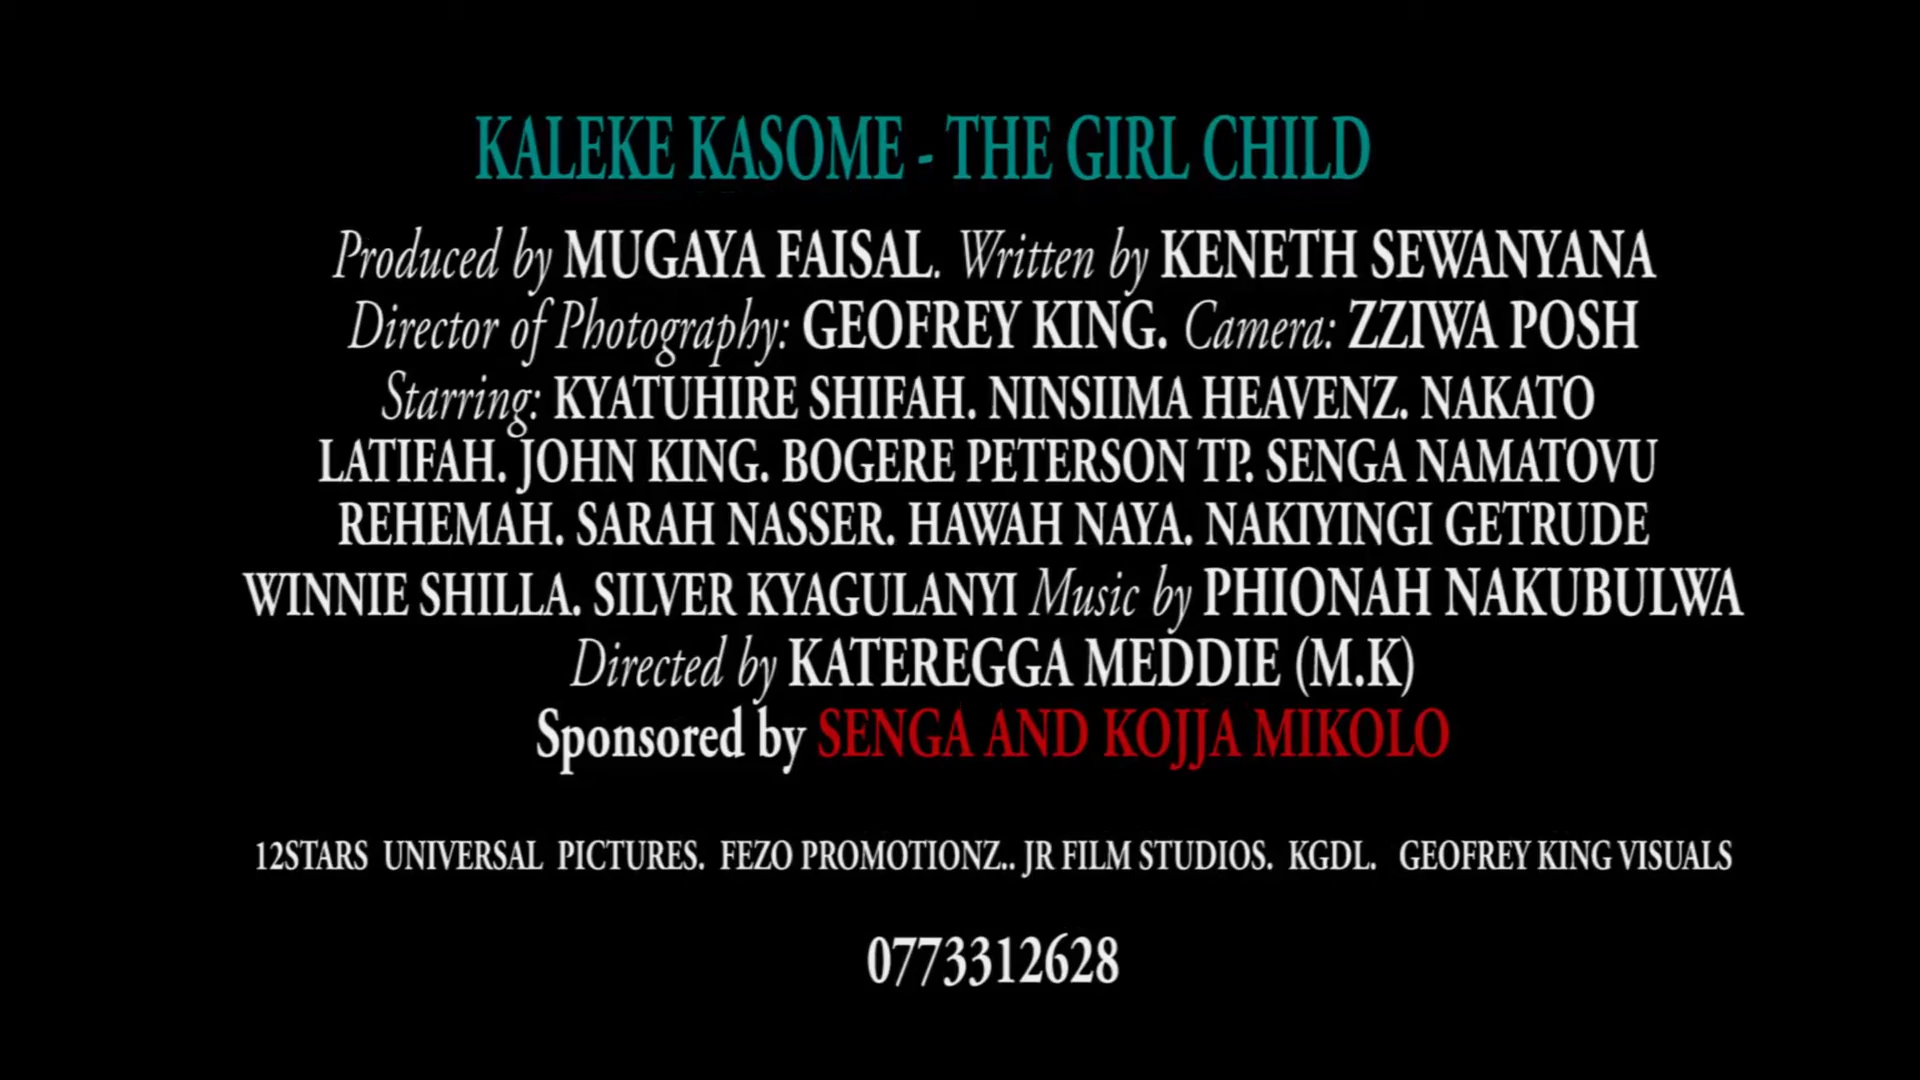 KALEKE KASOME - THE GIRL CHILD
Produced by MUGAYA FAISAL. Written by KENETH SEWANYANA
Director of Photography: GEOFREY KING. Camera: ZZIWA POSH
Starring: KYATUHIRE SHIFAH. NINSIIMA HEAVENZ. NAKATO
LATIFAH. JOHN KING. BOGERE PETERSON TP. SENGA NAMATOVU
REHEMAH. SARAH NASSER. HAWAH NAYA. NAKIYINGI GETRUDE
WINNIE SHILLA. SILVER KYAGULANYI Music by PHIONAH NAKUBULWA
Directed by KATEREGGA MEDDIE (M.K)
Sponsored by SENGA AND KOJJA MIKOLO
12STARS UNIVERSAL PICTURES. FEZO PROMOTIONZ.. JR FILM STUDIOS. KGDL. GEOFREY KING VISUALS
0773312628